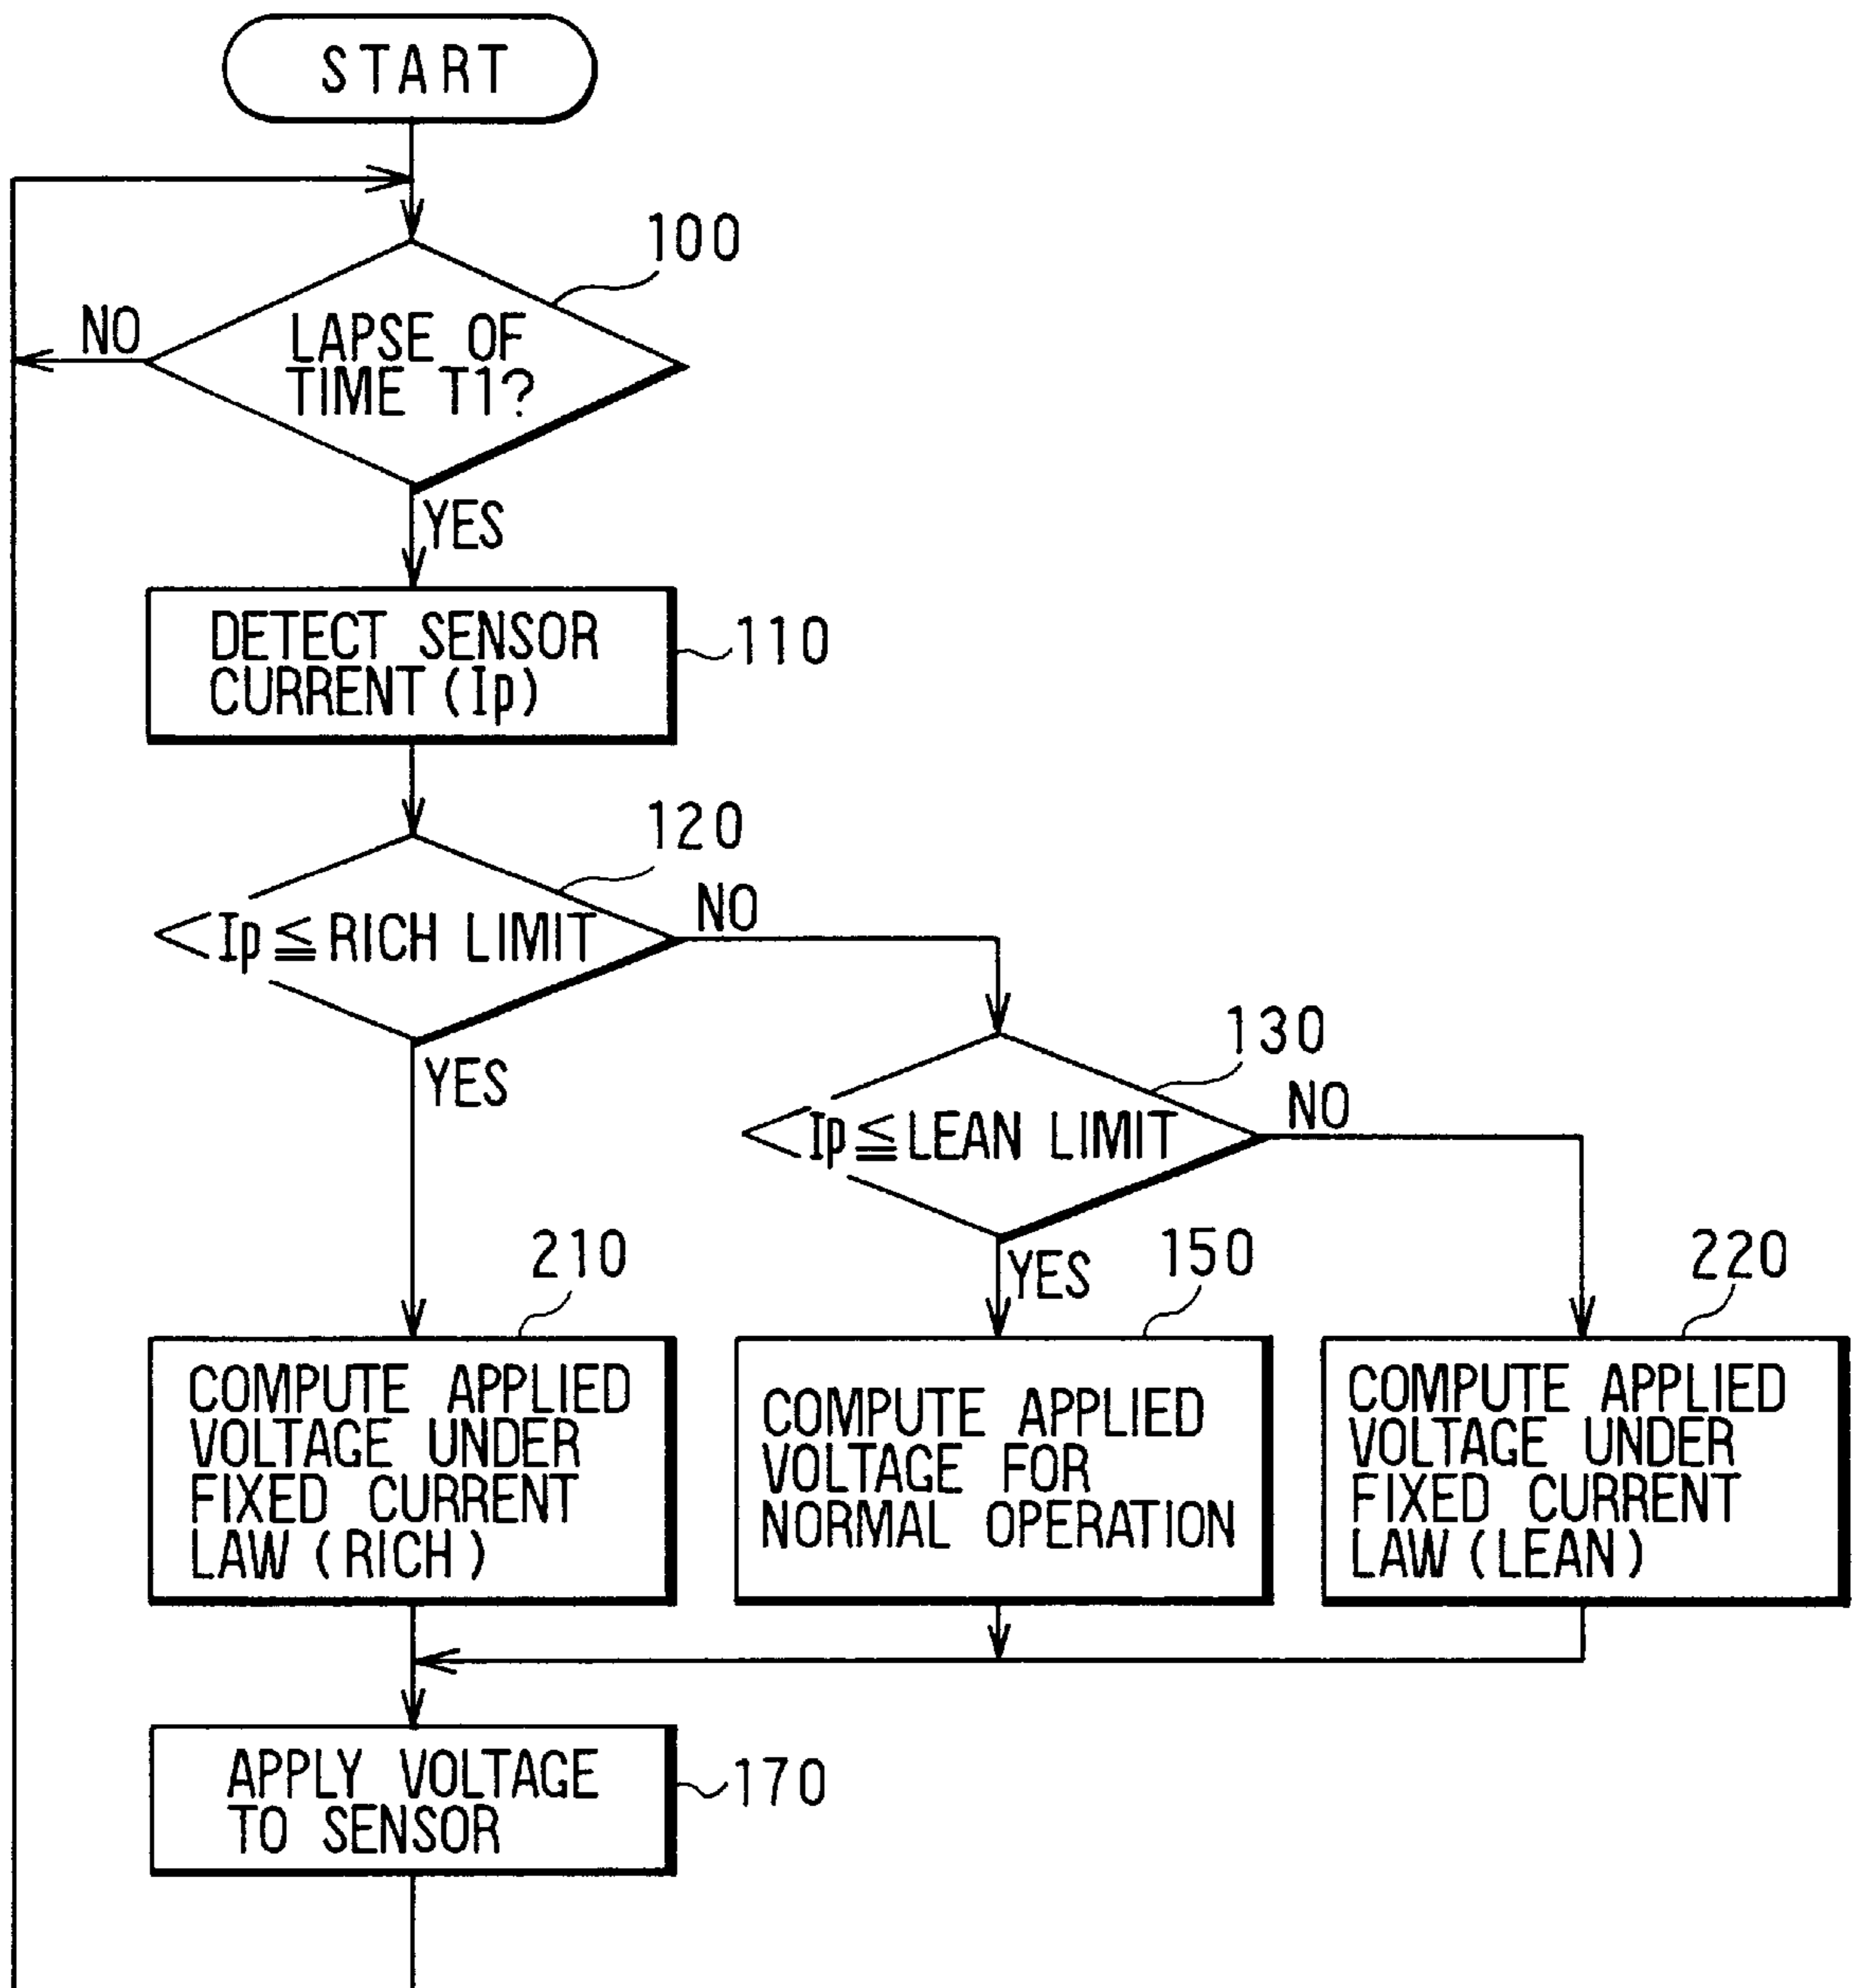 START
100
NO
LAPSE OF
TIME T1?
YES
DETECT SENSOR
CURRENT (Ip)
110
120
Ip ≦ RICH LIMIT
NO
YES
130
Ip ≦ LEAN LIMIT
NO
YES
210
150
220
COMPUTE APPLIED
VOLTAGE UNDER
FIXED CURRENT
LAW (RICH)
COMPUTE APPLIED
VOLTAGE FOR
NORMAL OPERATION
COMPUTE APPLIED
VOLTAGE UNDER
FIXED CURRENT
LAW (LEAN)
APPLY VOLTAGE
TO SENSOR
170